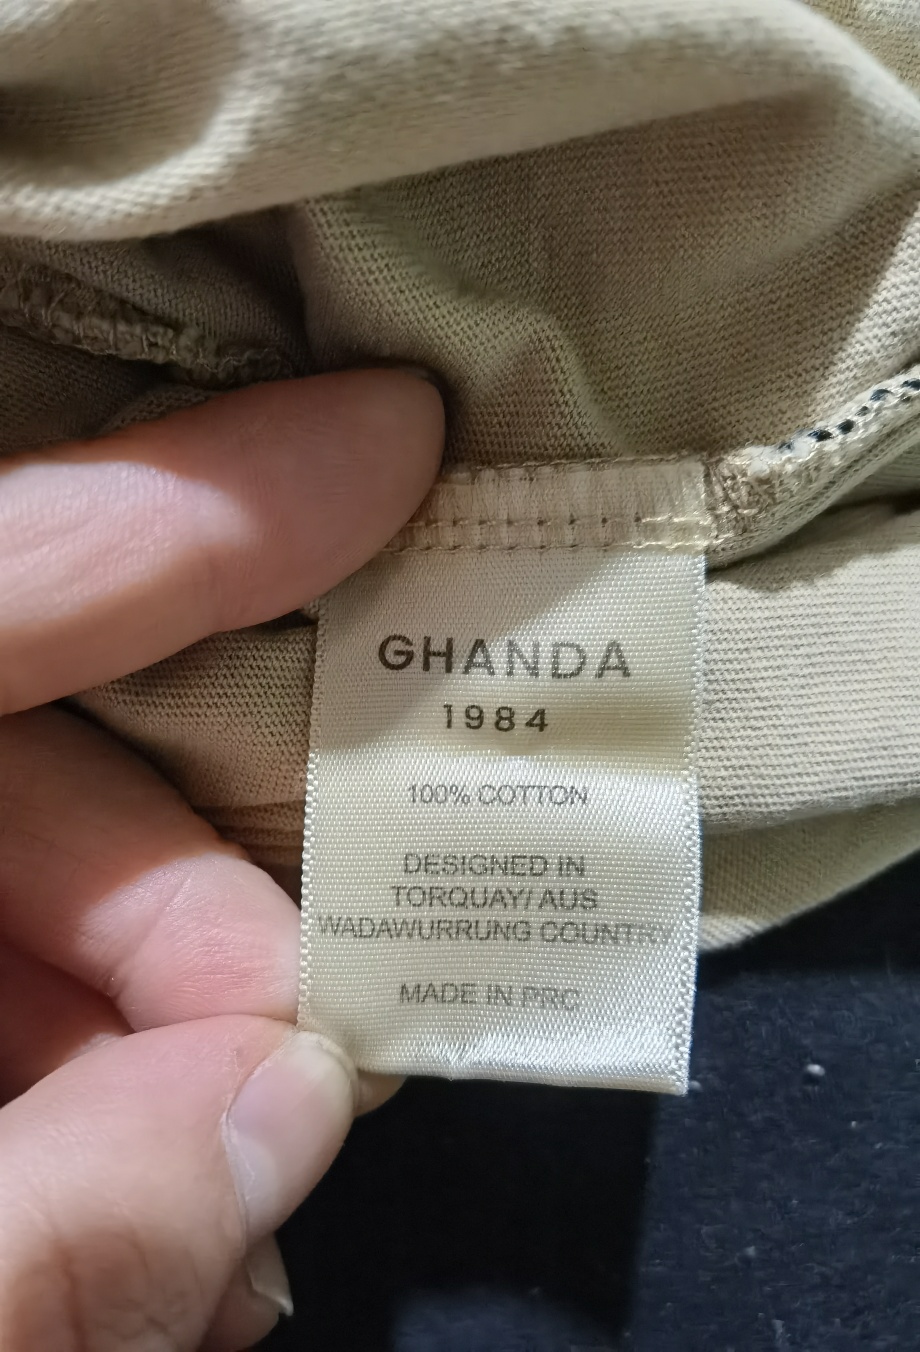 GHANDA
1984
100% COTTON
DESIGNED IN
TORQUAY/ AUS
WADAWURRUNG COUNTRY
MADE IN PRC